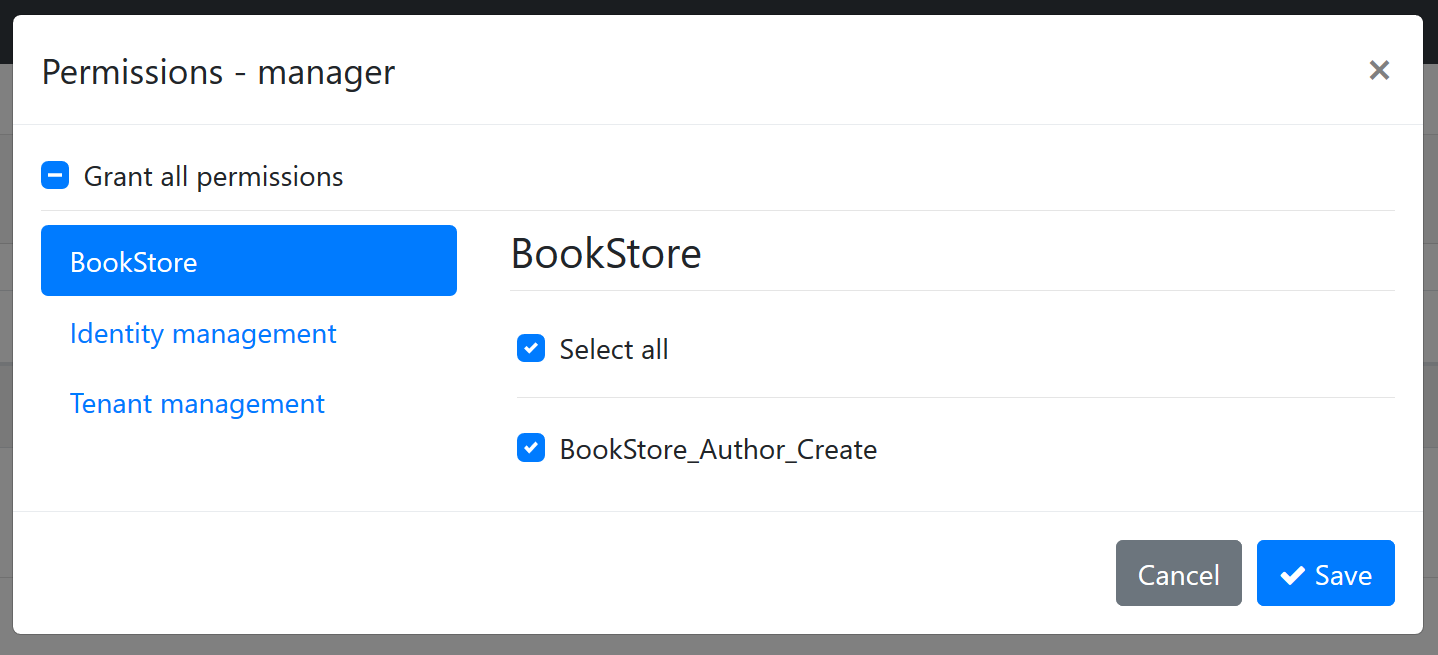 Permissions - manager
Grant all permissions
BookStore
Identity management
Tenant management
BookStore
Select all
BookStore_Author_Create
Cancel
Save